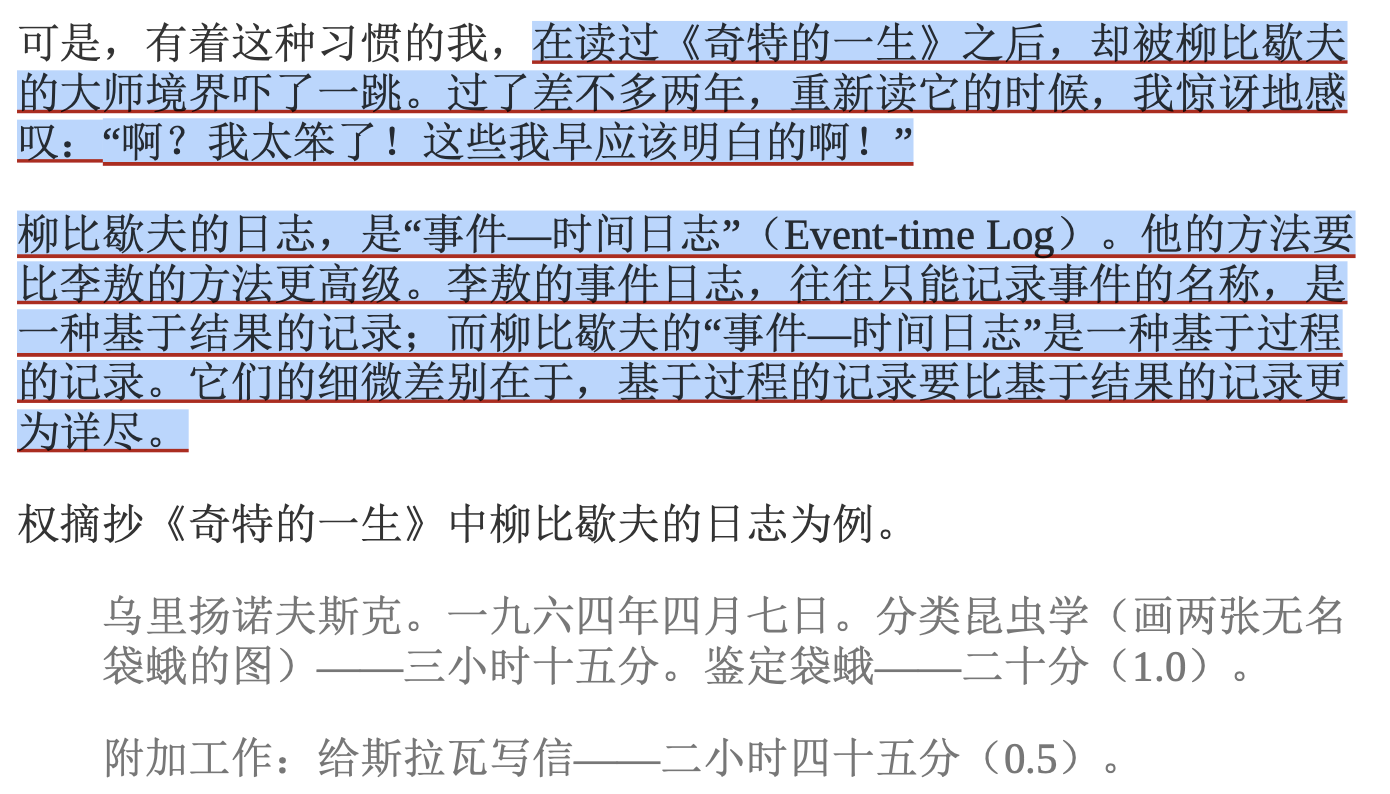 可是，有着这种习惯的我，在读过《奇特的一生》之后，却被柳比歇夫
的大师境界吓了一跳。过了差不多两年，重新读它的时候，我惊讶地感
叹：“啊？我太笨了！这些我早应该明白的啊！”
柳比歇夫的日志，是“事件—时间日志”（Event-time Log）。他的方法要
比李敖的方法更高级。李敖的事件日志，往往只能记录事件的名称，是
一种基于结果的记录；而柳比歇夫的“事件—时间日志”是一种基于过程
的记录。它们的细微差别在于，基于过程的记录要比基于结果的记录更
为详尽。
权摘抄《奇特的一生》中柳比歇夫的日志为例。
乌里扬诺夫斯克。一九六四年四月七日。分类昆虫学（画两张无名
袋蛾的图）——三小时十五分。鉴定袋蛾——二十分（1.0）。
附加工作：给斯拉瓦写信——二小时四十五分（0.5）。